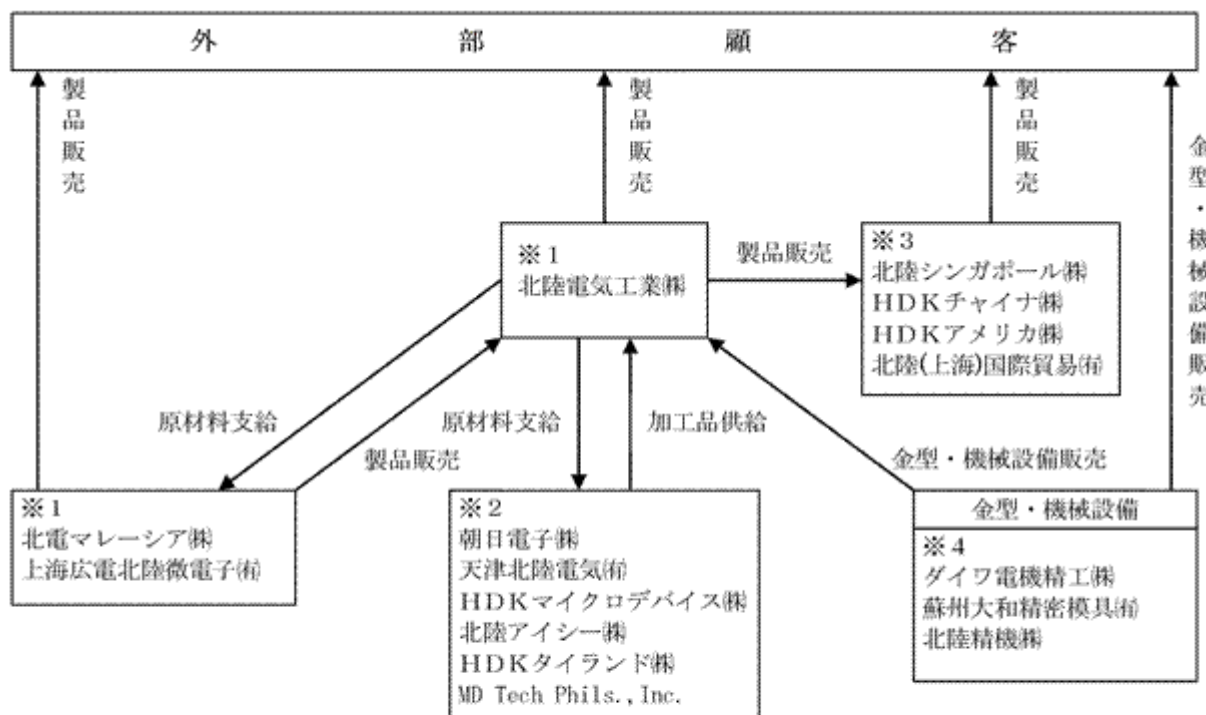 外部顧客
製品販売
製品販売
製品販売
金型・機械設備販売
※1
北陸電気工業㈱
製品販売
※3
北陸シンガポール㈱
HDKチャイナ㈱
HDKアメリカ㈱
北陸(上海)国際貿易㈲
原材料支給
製品販売
原材料支給
加工品供給
金型・機械設備販売
※1
北電マレーシア㈱
上海広電北陸微電子㈲
※2
朝日電子㈱
天津北陸電気㈲
HDKマイクロデバイス㈱
北陸アイシー㈱
HDKタイランド㈱
MD Tech Phils.,Inc.
金型・機械設備
※4
ダイワ電機精工㈱
蘇州大和精密模具㈲
北陸精機㈱